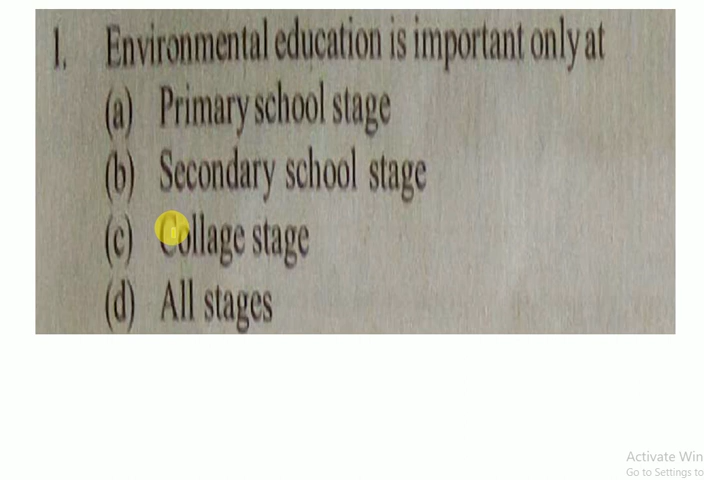 1. Environmental education is important only at
(a) Primary school stage
(b) Secondary school stage
(c) Collage stage
(d) All stages
Activate Win
Go to Settings to